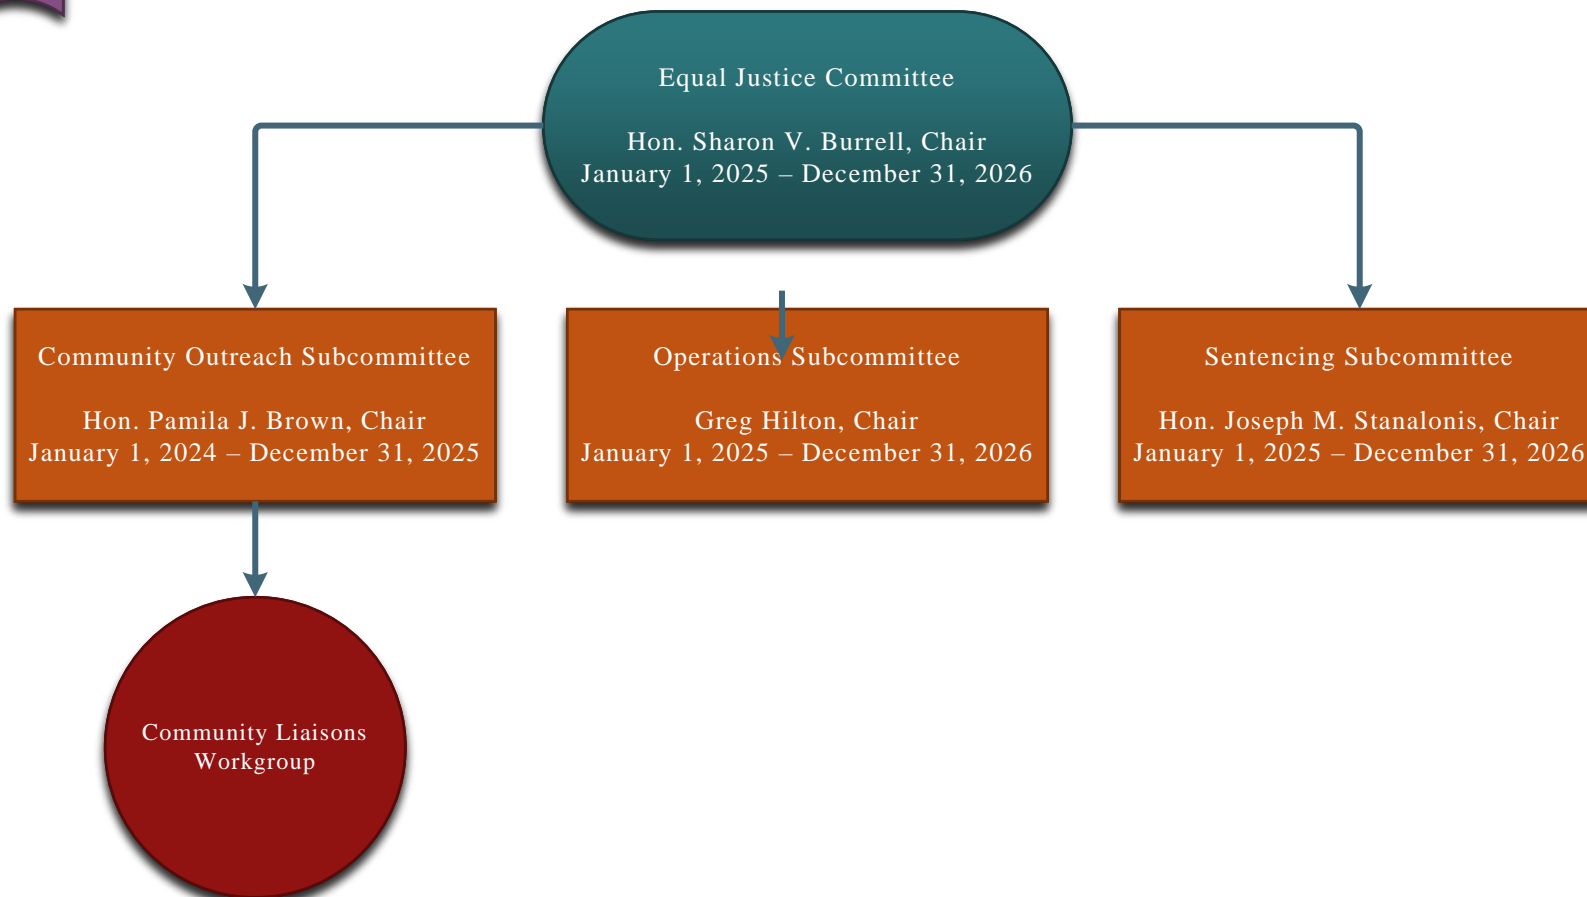 Equal Justice Committee
Hon. Sharon V. Burrell, Chair
January 1, 2025 – December 31, 2026
Community Outreach Subcommittee
Hon. Pamila J. Brown, Chair
January 1, 2024 – December 31, 2025
Operations Subcommittee
Greg Hilton, Chair
January 1, 2025 – December 31, 2026
Sentencing Subcommittee
Hon. Joseph M. Stanalonis, Chair
January 1, 2025 – December 31, 2026
Community Liaisons
Workgroup